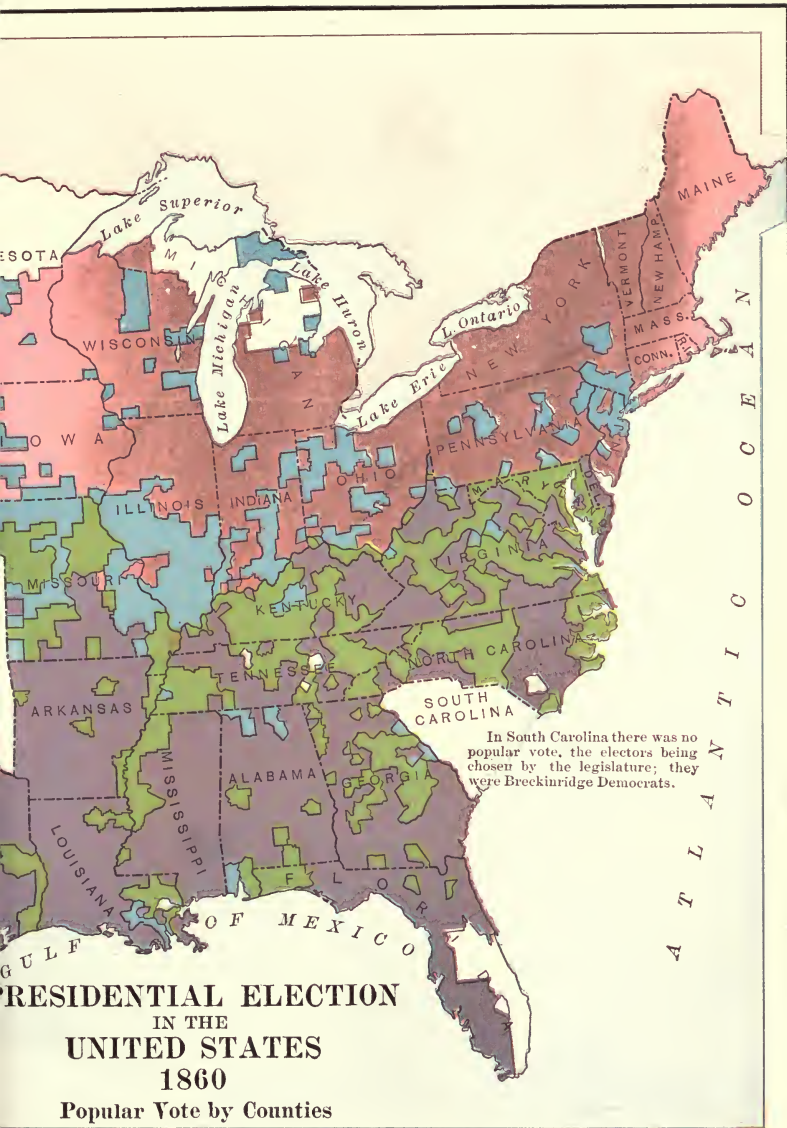 MAINE
Lake Superior
ESOTA
M I C
VERMONT
NEW HAMP.
Lake Huron
Lake Michigan
L. Ontario
NEW YORK
MASS.
CONN.
R.I.
WISCONSIN
G A N
Lake Erie
OWA
PENNSYLVANIA
OHIO
ILLINOIS
INDIANA
MARY
DEL
VIRGINIA
MISSOURI
KENTUCKY
NORTH CAROLINA
TENNESSEE
SOUTH
CAROLINA
ARKANSAS
In South Carolina there was no
popular vote, the electors being
chosen by the legislature; they
were Breckinridge Democrats.
MISSISSIPPI
ALABAMA
GEORGIA
LOUISIANA
F L O R I A
ATLANTIC OCEAN
GULF OF MEXICO
PRESIDENTIAL ELECTION
IN THE
UNITED STATES
1860
Popular Vote by Counties